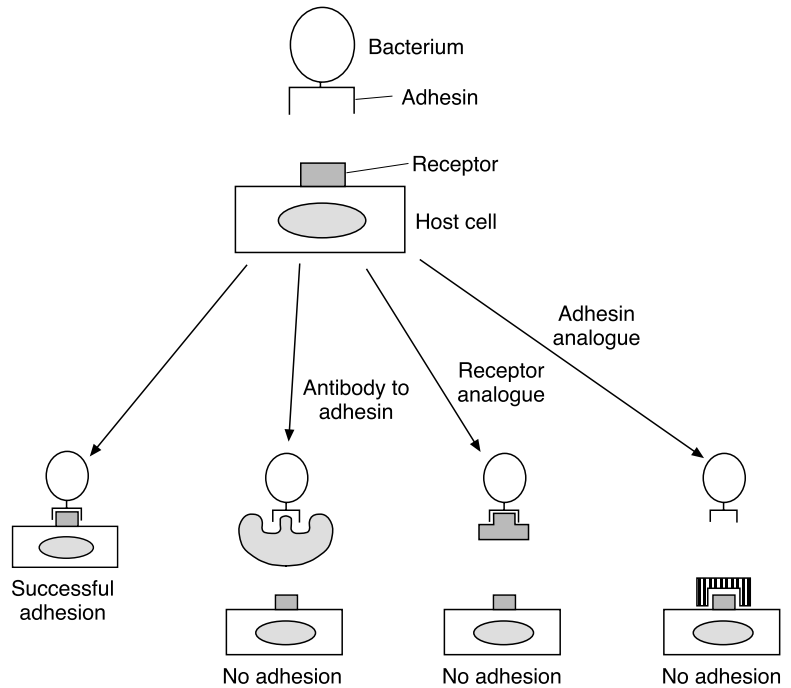 Bacterium
Adhesin
Receptor
Host cell
Adhesin
analogue
Receptor
analogue
Antibody to
adhesin
Successful
adhesion
No adhesion
No adhesion
No adhesion